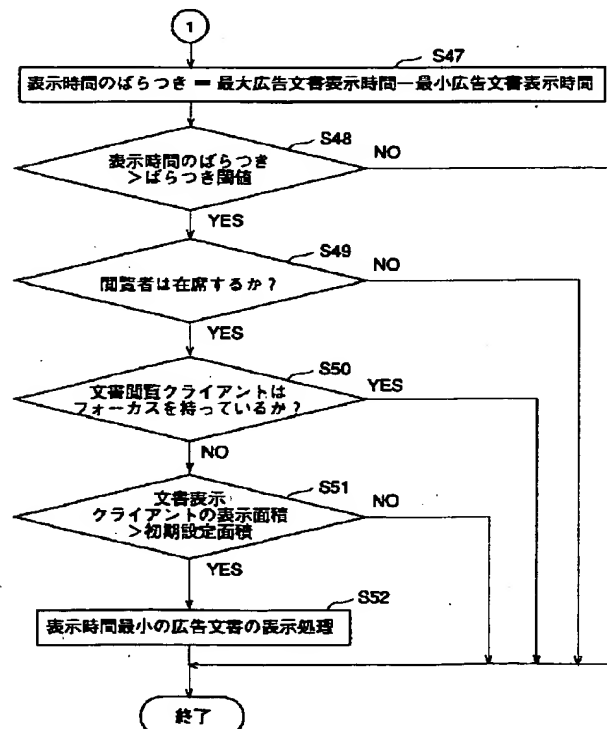 1
S47
表示時間のばらつき = 最大広告文書表示時間−最小広告文書表示時間
S48
表示時間のばらつき
>ばらつき閾値
NO
YES
S49
閲覧者は在席するか?
NO
YES
S50
文書閲覧クライアントは
フォーカスを持っているか?
YES
NO
S51
文書表示
クライアントの表示面積
>初期設定面積
NO
YES
S52
表示時間最小の広告文書の表示処理
終了